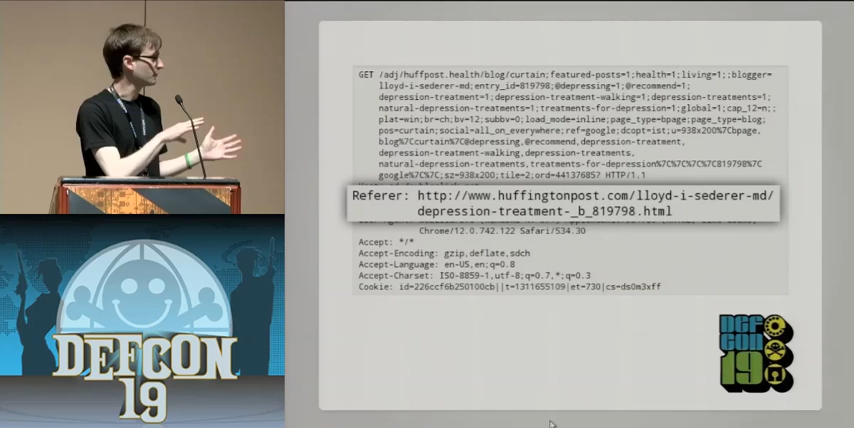 GET /adj/huffpost.health/blog/curtain;featured-posts=1;health=1;living=1;;blogger=
lloyd-i-sederer-md;entry_id=819798;@depressing=1;@recommend=1;
depression-treatment=1;depression-treatment-walking=1;depression-treatments=1;
natural-depression-treatments=1;treatments-for-depression=1;global=1;cap_12=n;;
plat=win;br=ch;bv=12;subbv=0;load_mode=inline;page_type=bpage;page_type=blog;
pos=curtain;social=all_on_everywhere;ref=google;dcopt=ist;u=938x200%7Cbpage,
blog%7Ccurtain%7C@depressing,@recommend,depression-treatment,
depression-treatment-walking,depression-treatments,
natural-depression-treatments,treatments-for-depression%7C%7C%7C%7C819798%7C
google%7C%7C;sz=938x200;tile=2;ord=441376857? HTTP/1.1
Referer: http://www.huffingtonpost.com/lloyd-i-sederer-md/
depression-treatment-_b_819798.html
Chrome/12.0.742.122 Safari/534.30
Accept: */*
Accept-Encoding: gzip,deflate,sdch
Accept-Language: en-US,en;q=0.8
Accept-Charset: ISO-8859-1,utf-8;q=0.7,*;q=0.3
Cookie: id=226ccf6b250100cb||t=1311655109|et=730|cs=ds0m3xff
DEFCON
19
DEF
CON
19